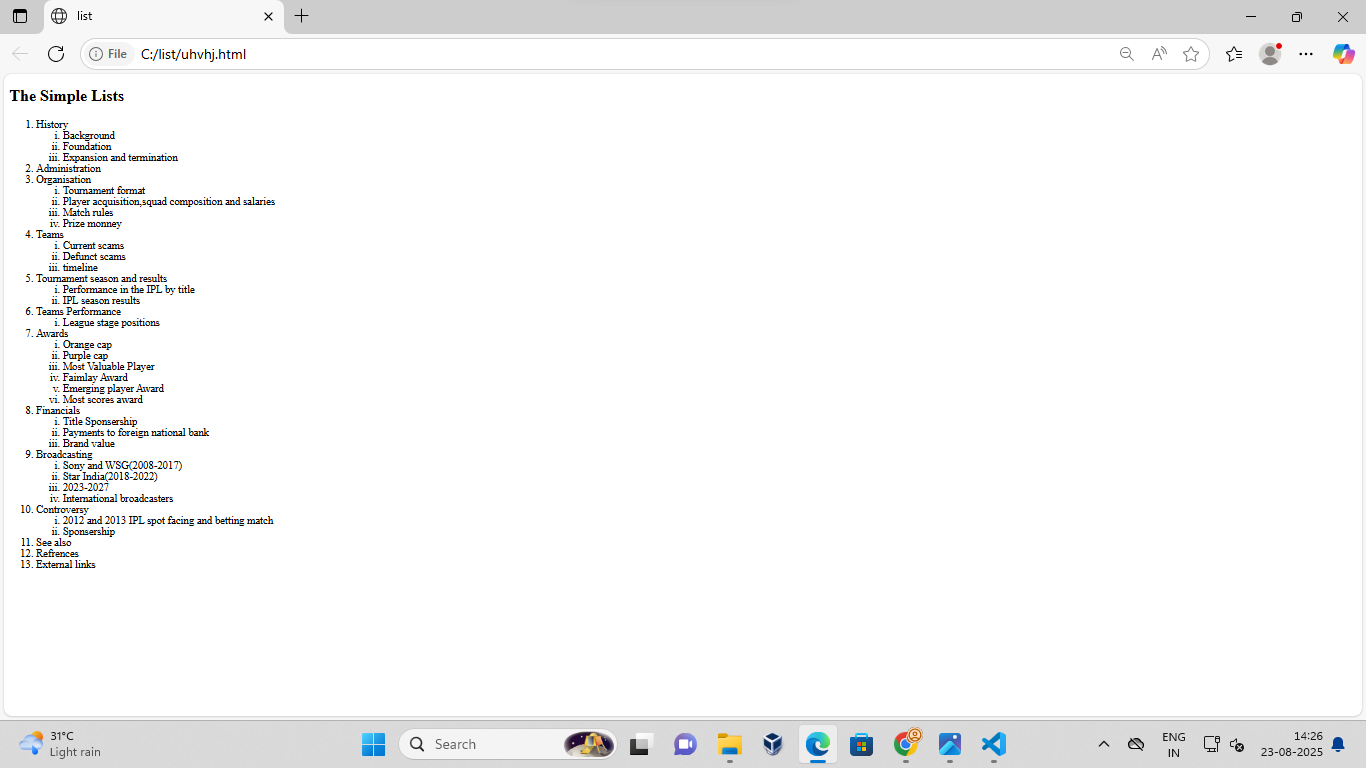 list
File
C:/list/uhvhj.html
The Simple Lists
1. History
i. Background
ii. Foundation
iii. Expansion and termination
2. Administration
3. Organisation
i. Tournament format
ii. Player acquisition,squad composition and salaries
iii. Match rules
iv. Prize monney
4. Teams
i. Current scams
ii. Defunct scams
iii. timeline
5. Tournament season and results
i. Performance in the IPL by title
ii. IPL season results
6. Teams Performance
i. League stage positions
7. Awards
i. Orange cap
ii. Purple cap
iii. Most Valuable Player
iv. Faimlay Award
v. Emerging player Award
vi. Most scores award
8. Financials
i. Title Sponsership
ii. Payments to foreign national bank
iii. Brand value
9. Broadcasting
i. Sony and WSG(2008-2017)
ii. Star India(2018-2022)
iii. 2023-2027
iv. International broadcasters
10. Controversy
i. 2012 and 2013 IPL spot facing and betting match
ii. Sponsership
11. See also
12. Refrences
13. External links
31°C
Light rain
Search
ENG
IN
14:26
23-08-2025